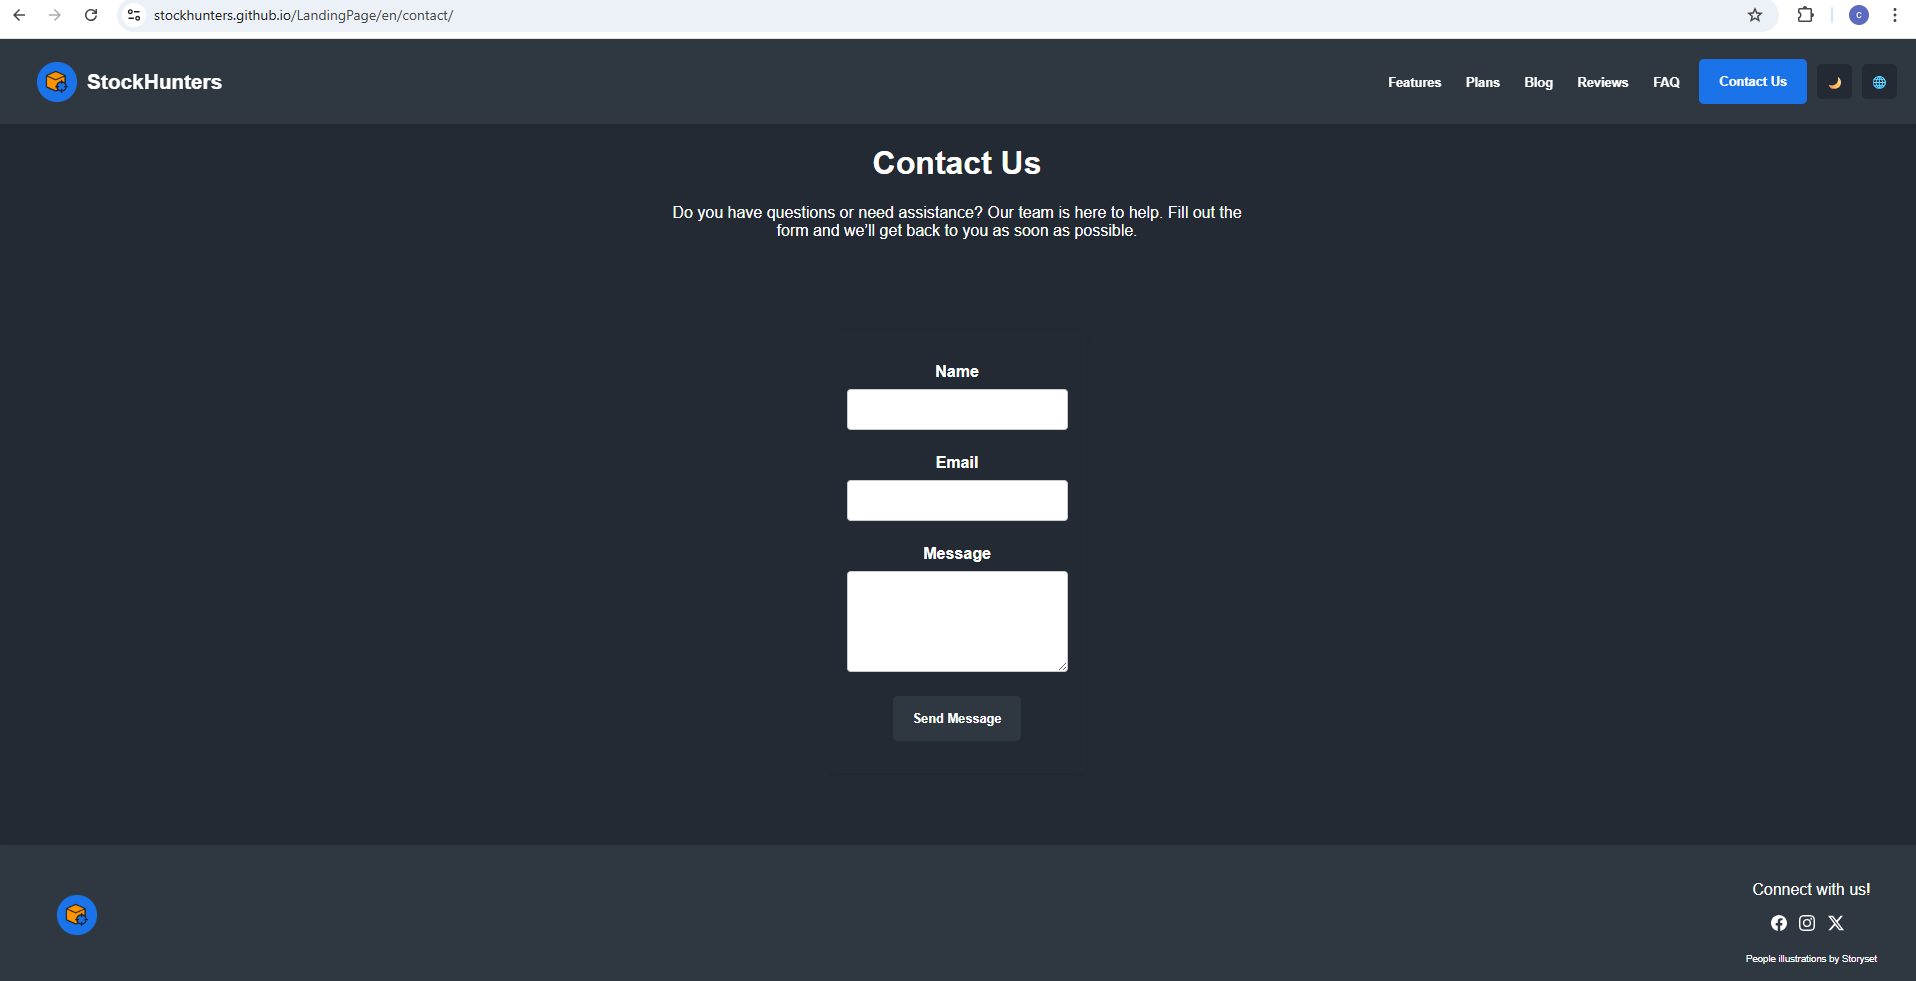 stockhunters.github.io/LandingPage/en/contact/
c
StockHunters
Features
Plans
Blog
Reviews
FAQ
Contact Us
Contact Us
Do you have questions or need assistance? Our team is here to help. Fill out the
form and we’ll get back to you as soon as possible.
Name
Email
Message
Send Message
Connect with us!
People illustrations by Storyset